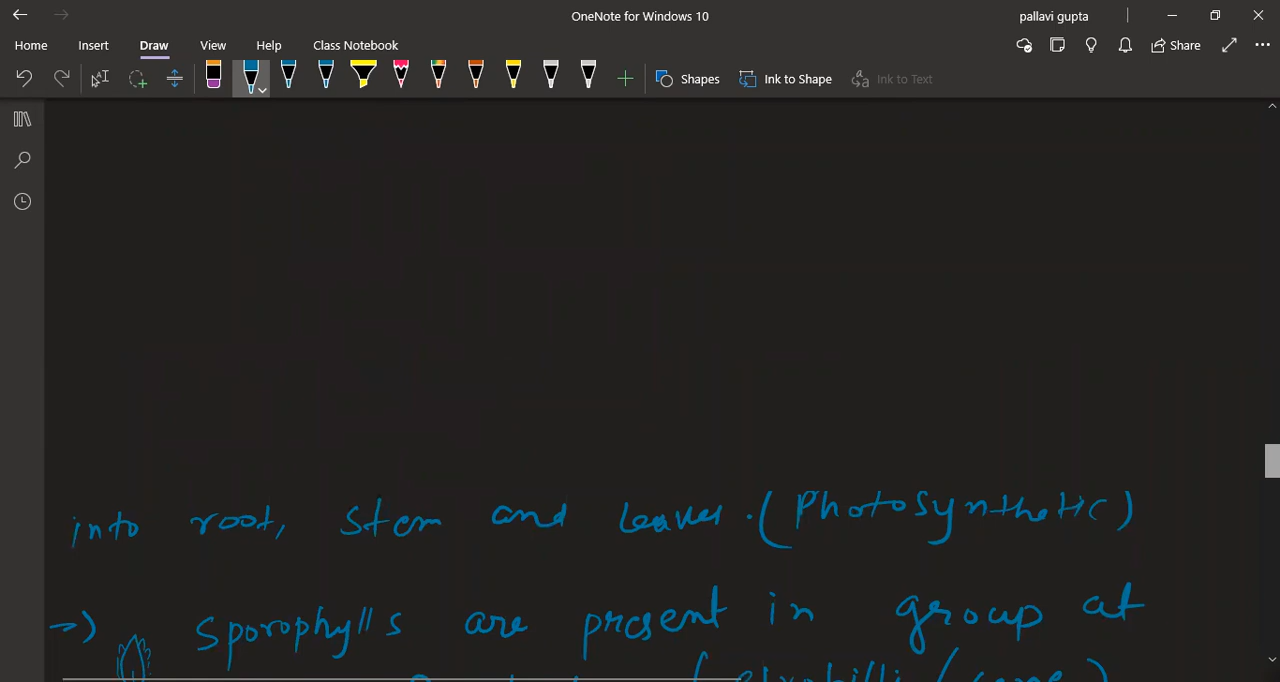 OneNote for Windows 10
pallavi gupta
Home Insert Draw View Help Class Notebook
Share
Shapes Ink to Shape Ink to Text
into root, stem and leaves. (Photosynthetic)
-> Sporophylls are present in group at